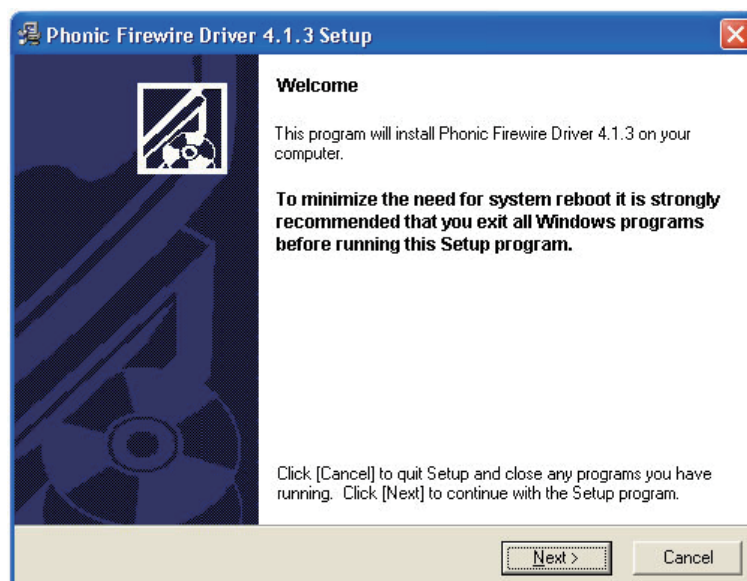 Phonic Firewire Driver 4.1.3 Setup
Welcome
This program will install Phonic Firewire Driver 4.1.3 on your
computer.
To minimize the need for system reboot it is strongly
recommended that you exit all Windows programs
before running this Setup program.
Click [Cancel] to quit Setup and close any programs you have
running. Click [Next] to continue with the Setup program.
Next >
Cancel